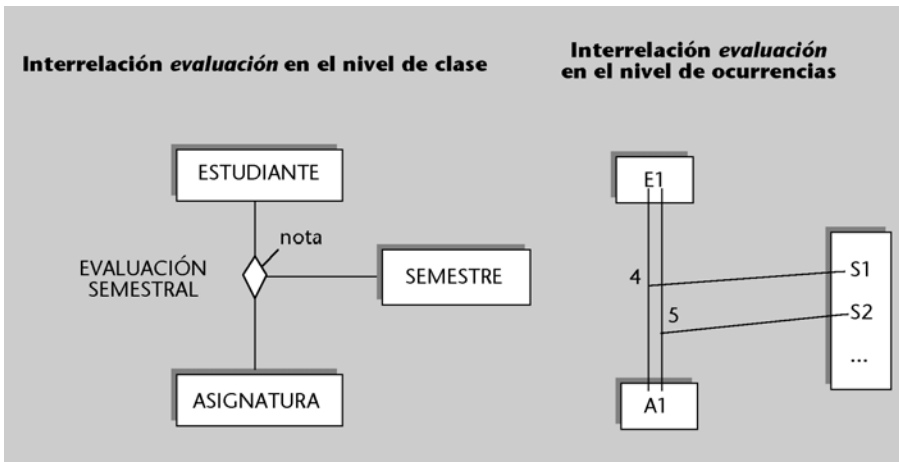 Interrelación evaluación en el nivel de clase
ESTUDIANTE
nota
EVALUACIÓN
SEMESTRAL
SEMESTRE
ASIGNATURA
Interrelación evaluación
en el nivel de ocurrencias
E1
4
S1
5
S2
...
A1